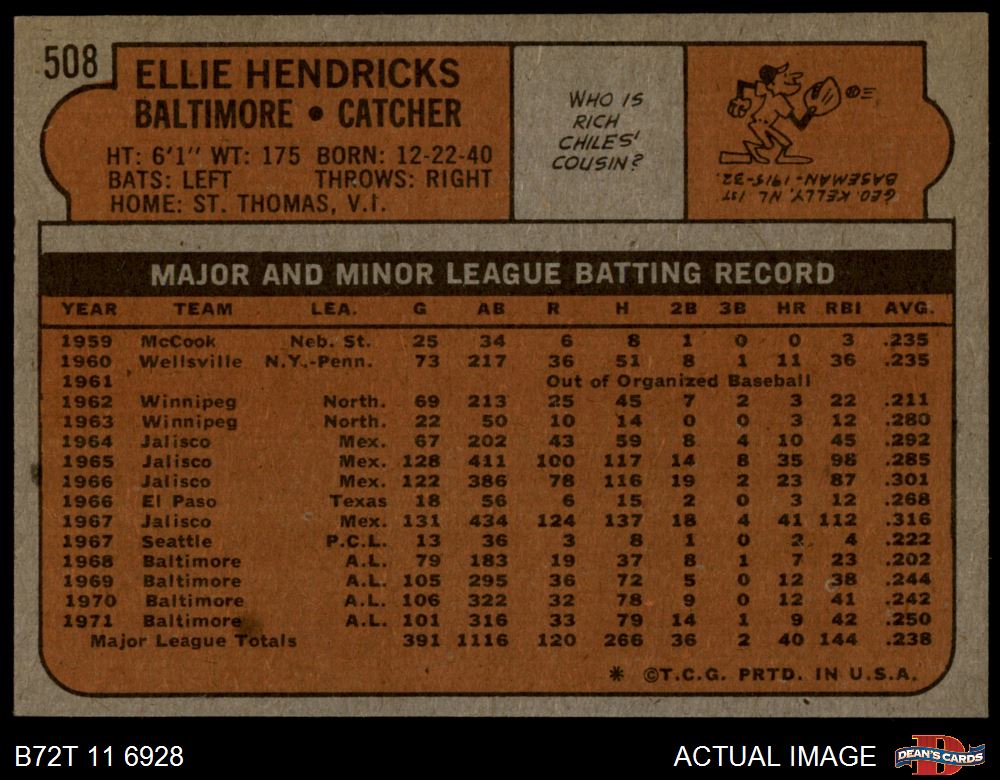 508
ELLIE HENDRICKS
BALTIMORE • CATCHER
HT: 6'1" WT: 175 BORN: 12-22-40
BATS: LEFT THROWS: RIGHT
HOME: ST. THOMAS, V.I.
WHO IS
RICH
CHILES'
COUSIN?
GEO. KELLY, NL 1ST
BASEMAN-1915-32.
MAJOR AND MINOR LEAGUE BATTING RECORD
YEAR TEAM LEA. G AB R H 2B 3B HR RBI AVG.
1959 McCook Neb. St. 25 34 6 8 1 0 0 3 .235
1960 Wellsville N.Y.-Penn. 73 217 36 51 8 1 11 36 .235
1961 Out of Organized Baseball
1962 Winnipeg North. 69 213 25 45 7 2 3 22 .211
1963 Winnipeg North. 22 50 10 14 0 0 3 12 .280
1964 Jalisco Mex. 67 202 43 59 8 4 10 45 .292
1965 Jalisco Mex. 128 411 100 117 14 8 35 98 .285
1966 Jalisco Mex. 122 386 78 116 19 2 23 87 .301
1966 El Paso Texas 18 56 6 15 2 0 3 12 .268
1967 Jalisco Mex. 131 434 124 137 18 4 41 112 .316
1967 Seattle P.C.L. 13 36 3 8 1 0 2 4 .222
1968 Baltimore A.L. 79 183 19 37 8 1 7 23 .202
1969 Baltimore A.L. 105 295 36 72 5 0 12 38 .244
1970 Baltimore A.L. 106 322 32 78 9 0 12 41 .242
1971 Baltimore A.L. 101 316 33 79 14 1 9 42 .250
Major League Totals 391 1116 120 266 36 2 40 144 .238
* ©T.C.G. PRTD. IN U.S.A.
B72T 11 6928
ACTUAL IMAGE
D
DEAN'S CARDS